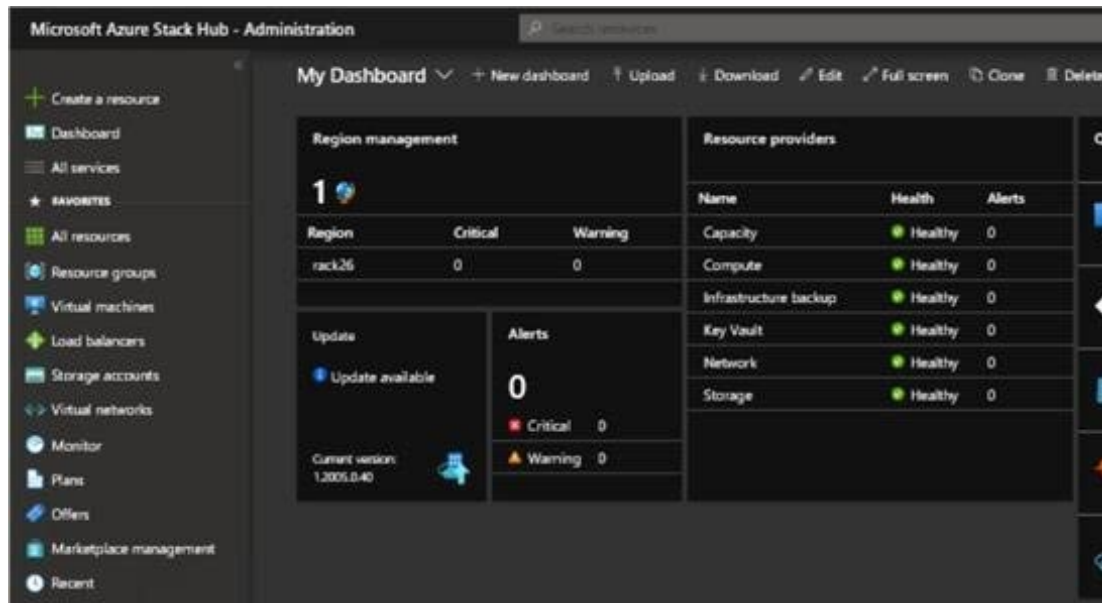 Microsoft Azure Stack Hub - Administration
Search resources
My Dashboard
New dashboard
Upload
Download
Edit
Full screen
Clone
Delete
Create a resource
Dashboard
All services
FAVORITES
All resources
Resource groups
Virtual machines
Load balancers
Storage accounts
Virtual networks
Monitor
Plans
Offers
Marketplace management
Recent
Region management
1
Region Critical Warning
rack26 0 0
Update
Update available
Current version:
1.2005.0.40
Alerts
0
Critical 0
Warning 0
Resource providers
Name Health Alerts
Capacity Healthy 0
Compute Healthy 0
Infrastructure backup Healthy 0
Key Vault Healthy 0
Network Healthy 0
Storage Healthy 0